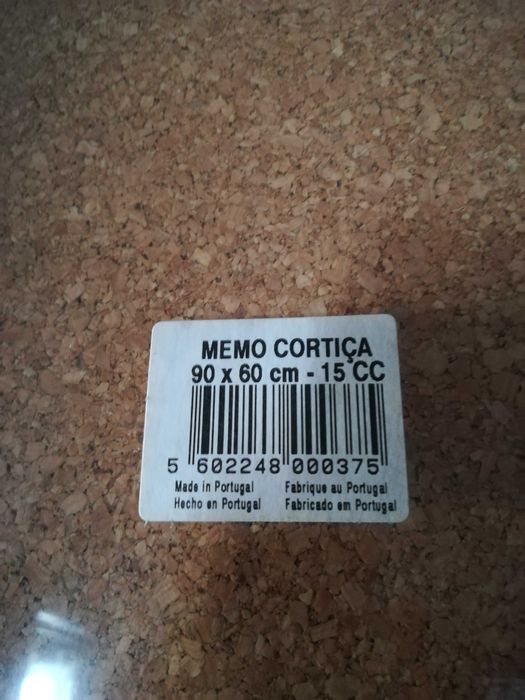 MEMO CORTIÇA
90 x 60 cm - 15 CC
5 602248 000375
Made in Portugal Fabrique au Portugal
Hecho en Portugal Fabricado em Portugal